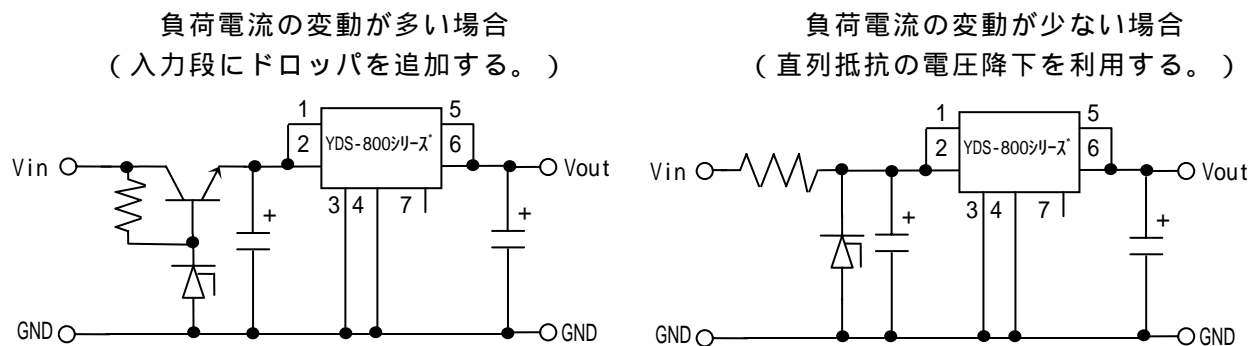 負荷電流の変動が多い場合
(入力段にドロッパを追加する。)
1
5
2
YDS-800シリーズ
6
Vin
Vout
3 4
7
+
+
GND
GND
負荷電流の変動が少ない場合
(直列抵抗の電圧降下を利用する。)
1
5
2
YDS-800シリーズ
6
Vin
Vout
3 4
7
+
+
GND
GND